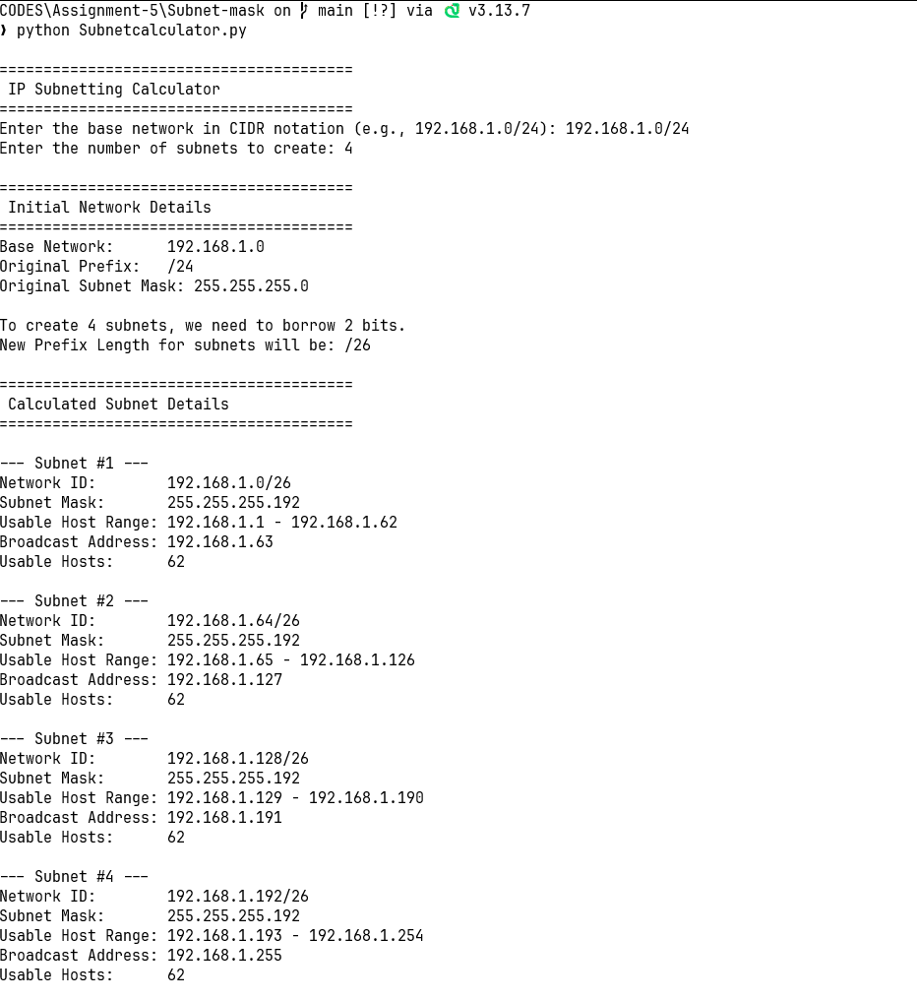 CODES\Assignment-5\Subnet-mask on main [!?] via v3.13.7
❱ python Subnetcalculator.py
========================================
IP Subnetting Calculator
========================================
Enter the base network in CIDR notation (e.g., 192.168.1.0/24): 192.168.1.0/24
Enter the number of subnets to create: 4
========================================
Initial Network Details
========================================
Base Network: 192.168.1.0
Original Prefix: /24
Original Subnet Mask: 255.255.255.0
To create 4 subnets, we need to borrow 2 bits.
New Prefix Length for subnets will be: /26
========================================
Calculated Subnet Details
========================================
--- Subnet #1 ---
Network ID: 192.168.1.0/26
Subnet Mask: 255.255.255.192
Usable Host Range: 192.168.1.1 - 192.168.1.62
Broadcast Address: 192.168.1.63
Usable Hosts: 62
--- Subnet #2 ---
Network ID: 192.168.1.64/26
Subnet Mask: 255.255.255.192
Usable Host Range: 192.168.1.65 - 192.168.1.126
Broadcast Address: 192.168.1.127
Usable Hosts: 62
--- Subnet #3 ---
Network ID: 192.168.1.128/26
Subnet Mask: 255.255.255.192
Usable Host Range: 192.168.1.129 - 192.168.1.190
Broadcast Address: 192.168.1.191
Usable Hosts: 62
--- Subnet #4 ---
Network ID: 192.168.1.192/26
Subnet Mask: 255.255.255.192
Usable Host Range: 192.168.1.193 - 192.168.1.254
Broadcast Address: 192.168.1.255
Usable Hosts: 62